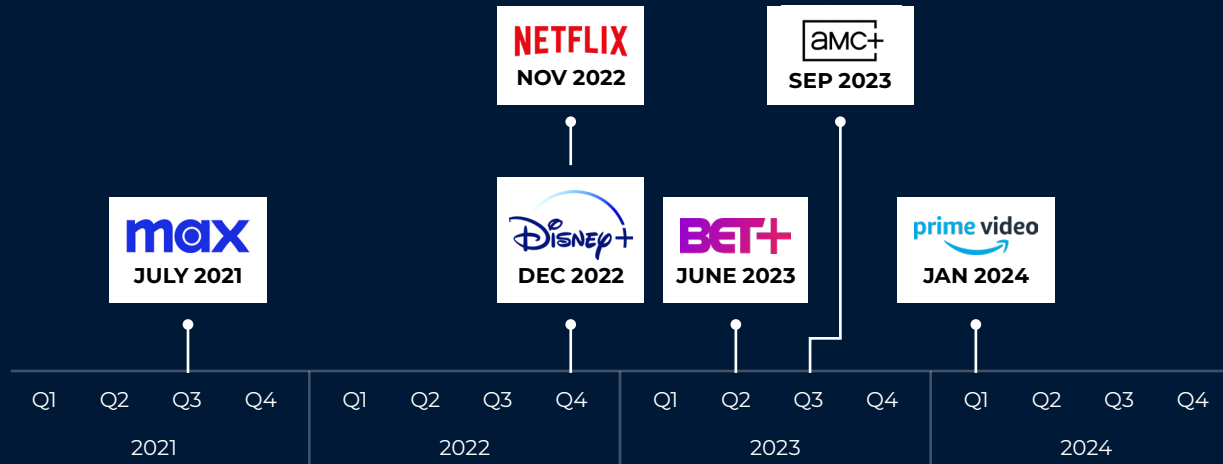 NETFLIX
NOV 2022
aMC+
SEP 2023
max
JULY 2021
Disney+
DEC 2022
BET+
JUNE 2023
prime video
JAN 2024
Q1 Q2 Q3 Q4 Q1 Q2 Q3 Q4 Q1 Q2 Q3 Q4 Q1 Q2 Q3 Q4
2021 2022 2023 2024